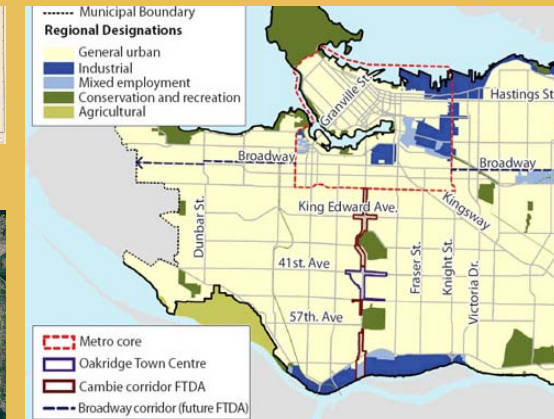 Municipal Boundary
Regional Designations
General urban
Industrial
Mixed employment
Conservation and recreation
Agricultural
Granville St.
Hastings St
Broadway
Broadway
King Edward Ave.
Kingsway
Dunbar St.
41st. Ave
Fraser St.
Knight St.
Victoria Dr.
57th. Ave
Metro core
Oakridge Town Centre
Cambie corridor FTDA
Broadway corridor (future FTDA)